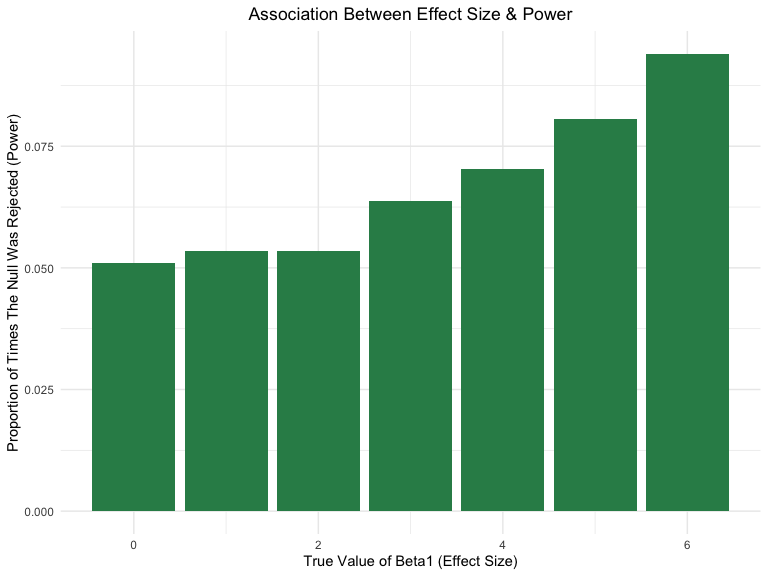 Association Between Effect Size & Power
Proportion of Times The Null Was Rejected (Power)
0.075
0.050
0.025
0.000
0 2 4 6
True Value of Beta1 (Effect Size)